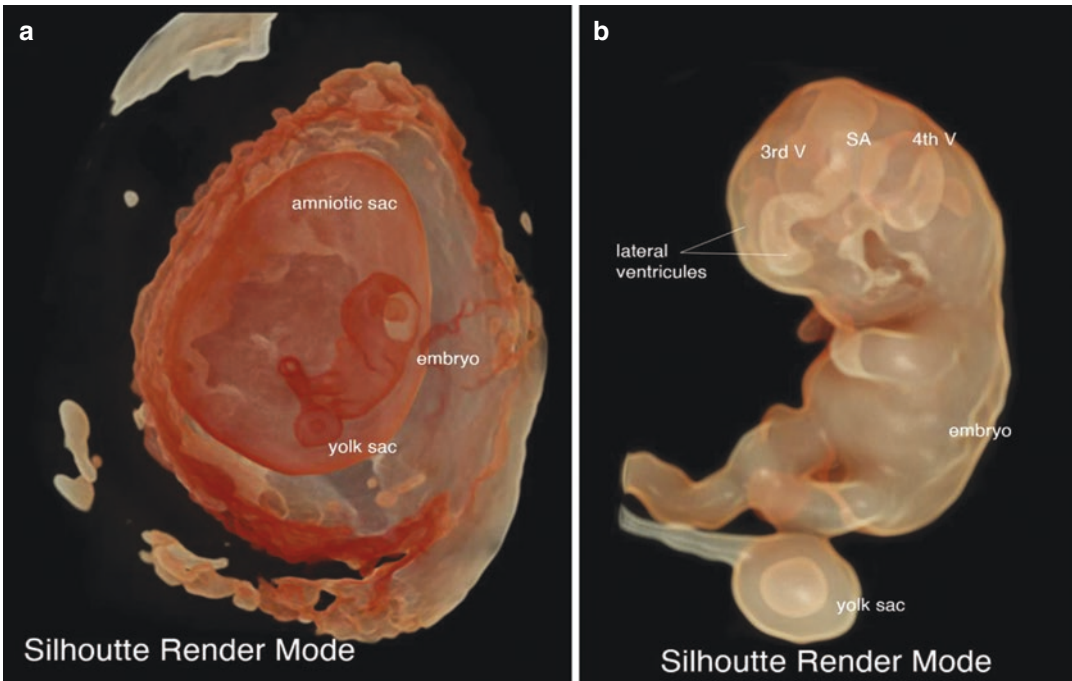 a
amniotic sac
embryo
yolk sac
Silhoutte Render Mode
b
3rd V
SA
4th V
lateral
ventricules
embryo
yolk sac
Silhoutte Render Mode